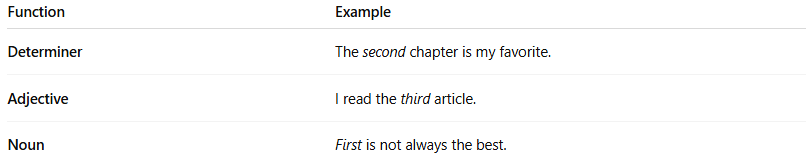 Function Example
Determiner The second chapter is my favorite.
Adjective I read the third article.
Noun First is not always the best.